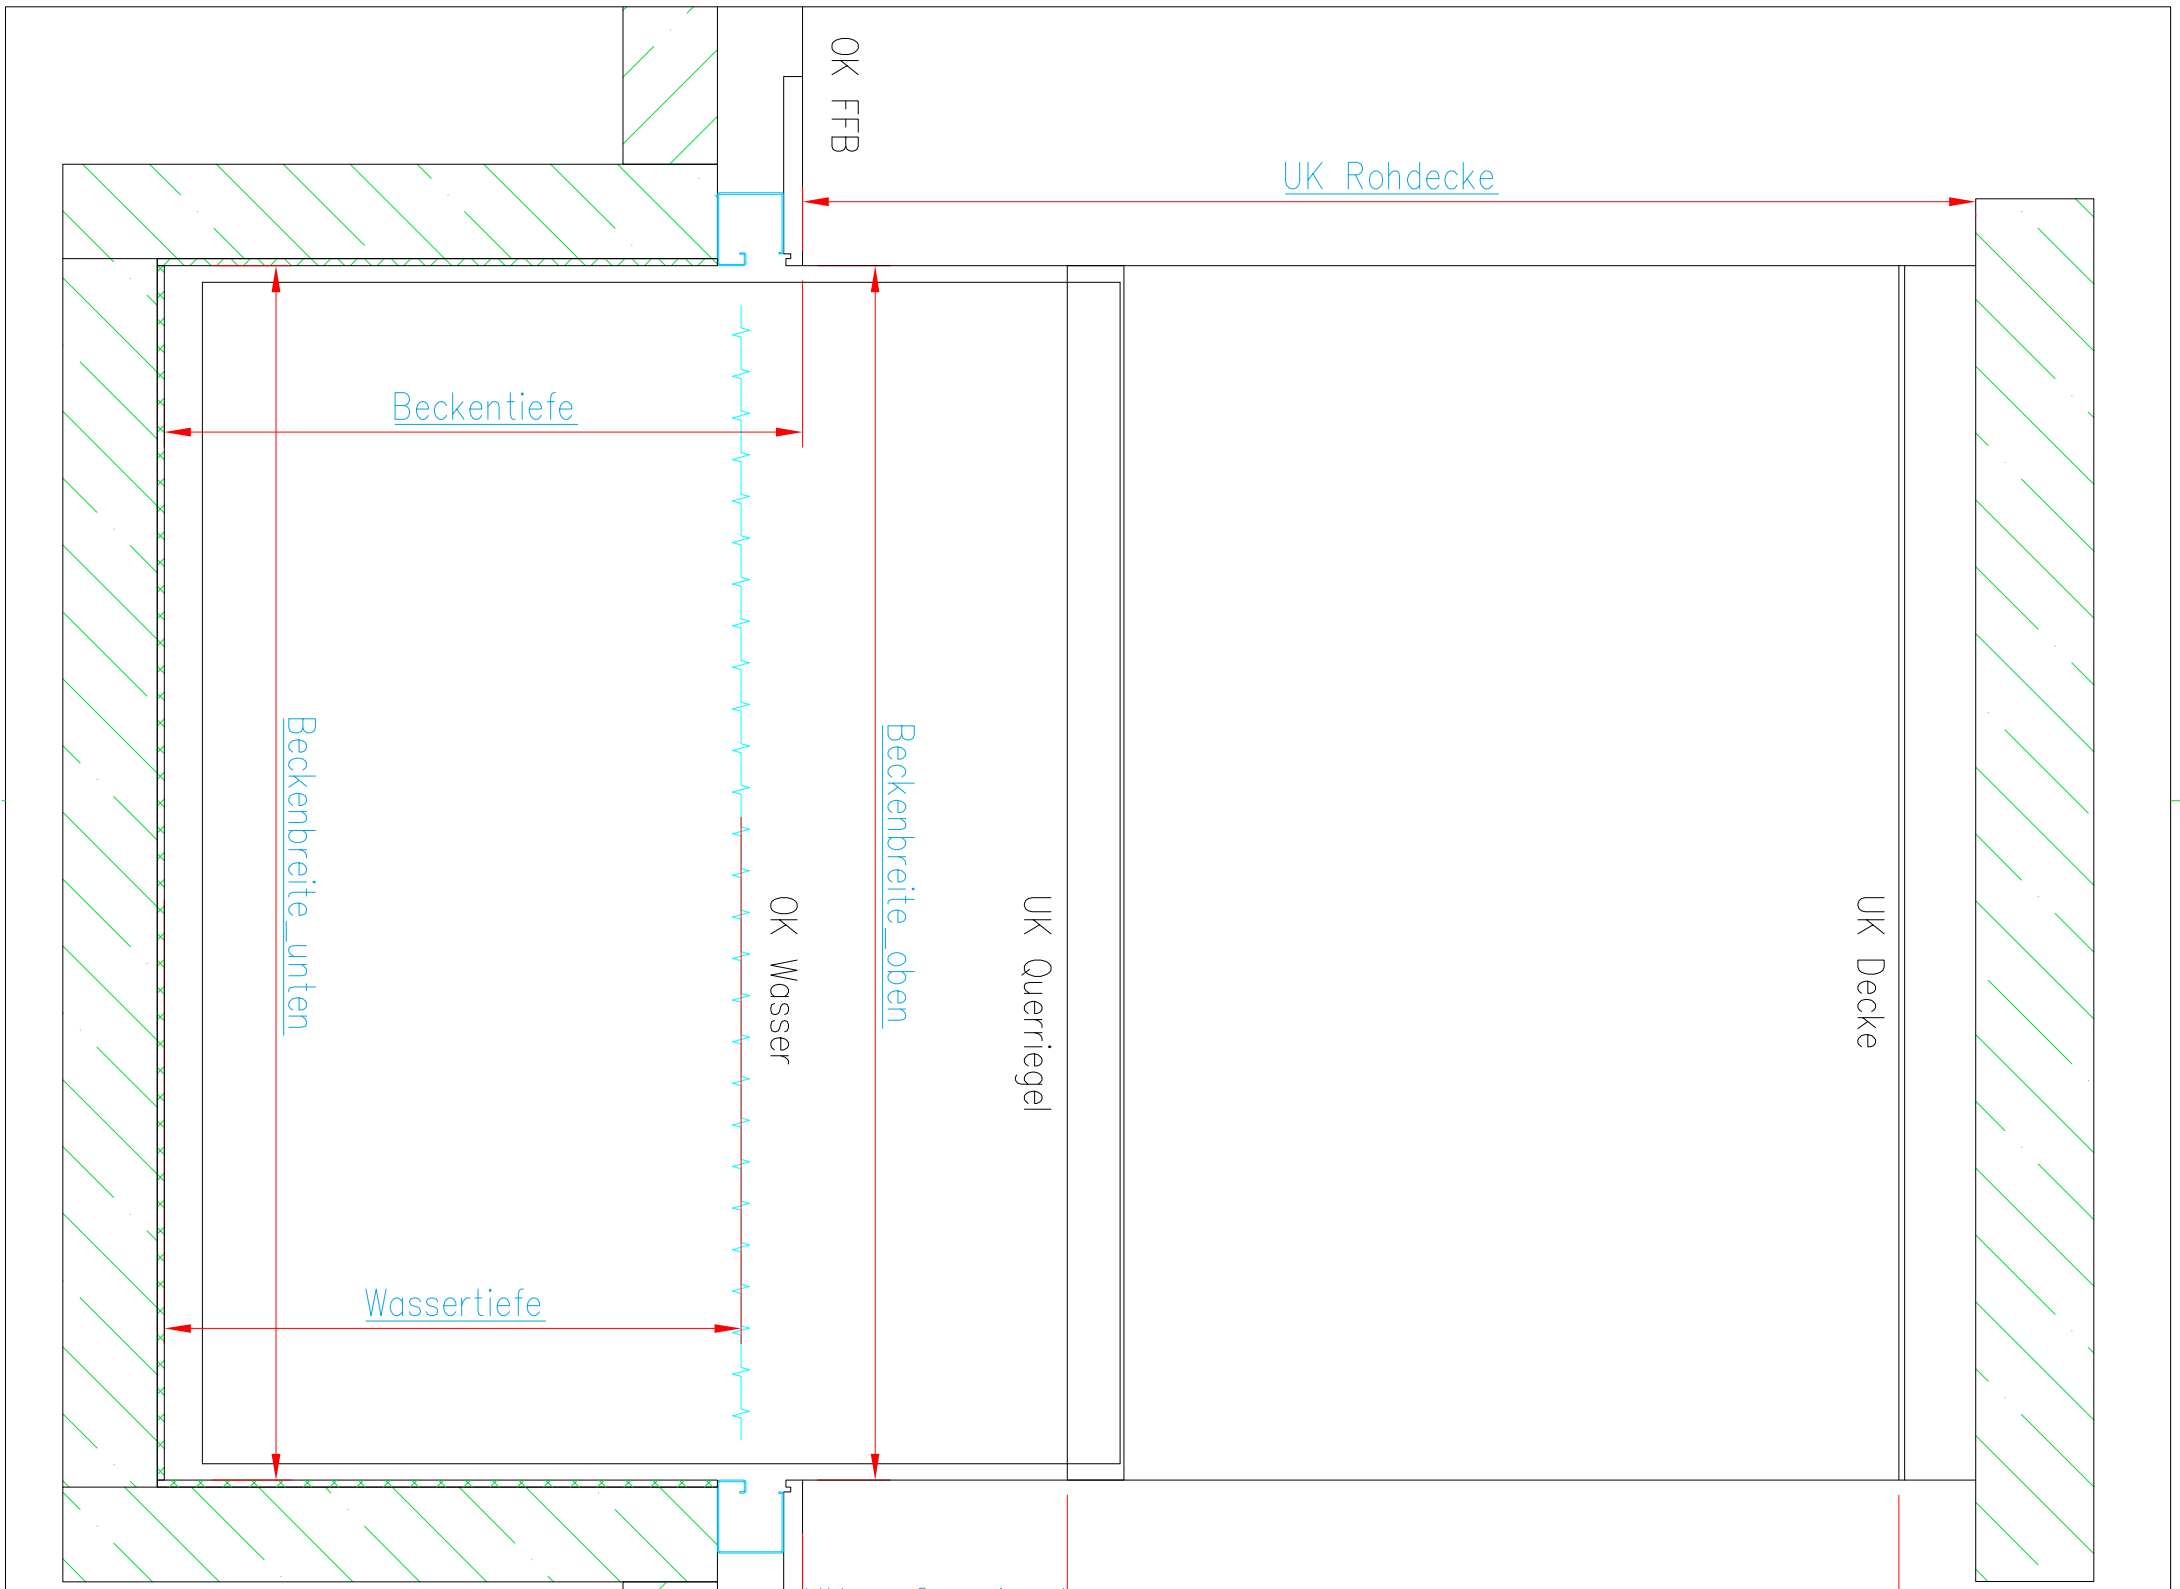 OK FFB
UK Rohdecke
Beckentiefe
Beckenbreite_unten
Beckenbreite_oben
OK Wasser
UK Querriegel
UK Decke
Wassertiefe